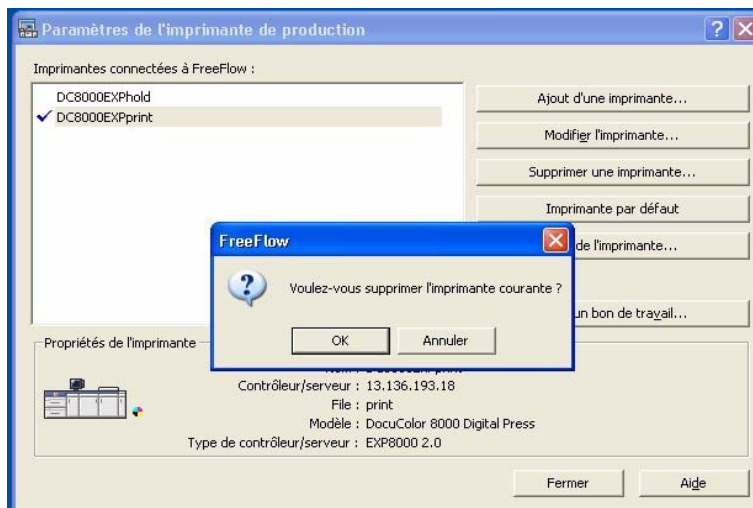 Paramètres de l'imprimante de production
Imprimantes connectées à FreeFlow :
DC8000EXPhold
DC8000EXPprint
Ajout d'une imprimante...
Modifier l'imprimante...
Supprimer une imprimante...
Imprimante par défaut
de l'imprimante...
un bon de travail...
FreeFlow
Voulez-vous supprimer l'imprimante courante ?
OK
Annuler
Propriétés de l'imprimante
Contrôleur/serveur : 13.136.193.18
File : print
Modèle : DocuColor 8000 Digital Press
Type de contrôleur/serveur : EXP8000 2.0
Fermer
Aide